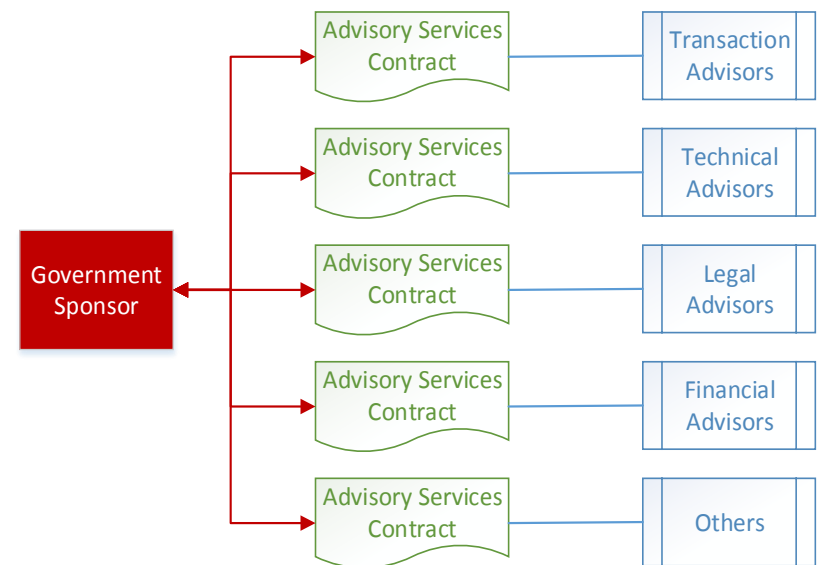 Advisory Services
Contract
Transaction
Advisors
Advisory Services
Contract
Technical
Advisors
Government
Sponsor
Advisory Services
Contract
Legal
Advisors
Advisory Services
Contract
Financial
Advisors
Advisory Services
Contract
Others